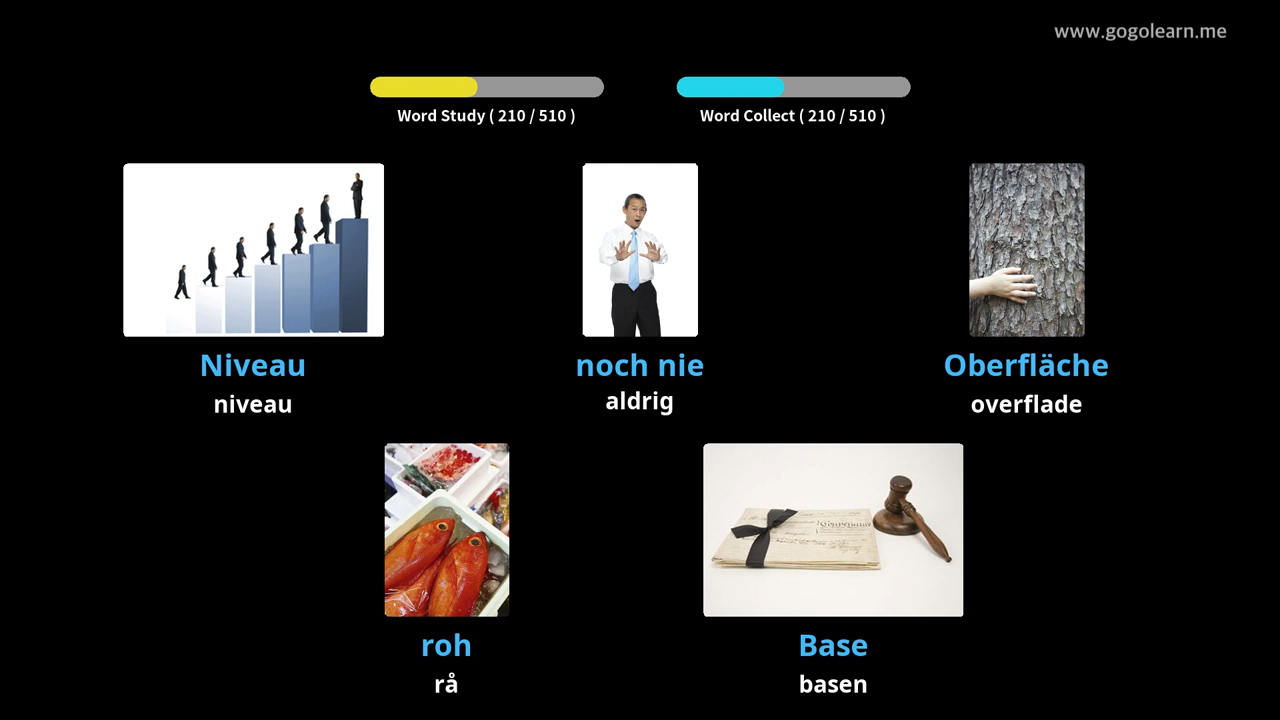 www.gogolearn.me
Word Study ( 210 / 510 )
Word Collect ( 210 / 510 )
Niveau
niveau
noch nie
aldrig
Oberfläche
overflade
roh
rå
Base
basen